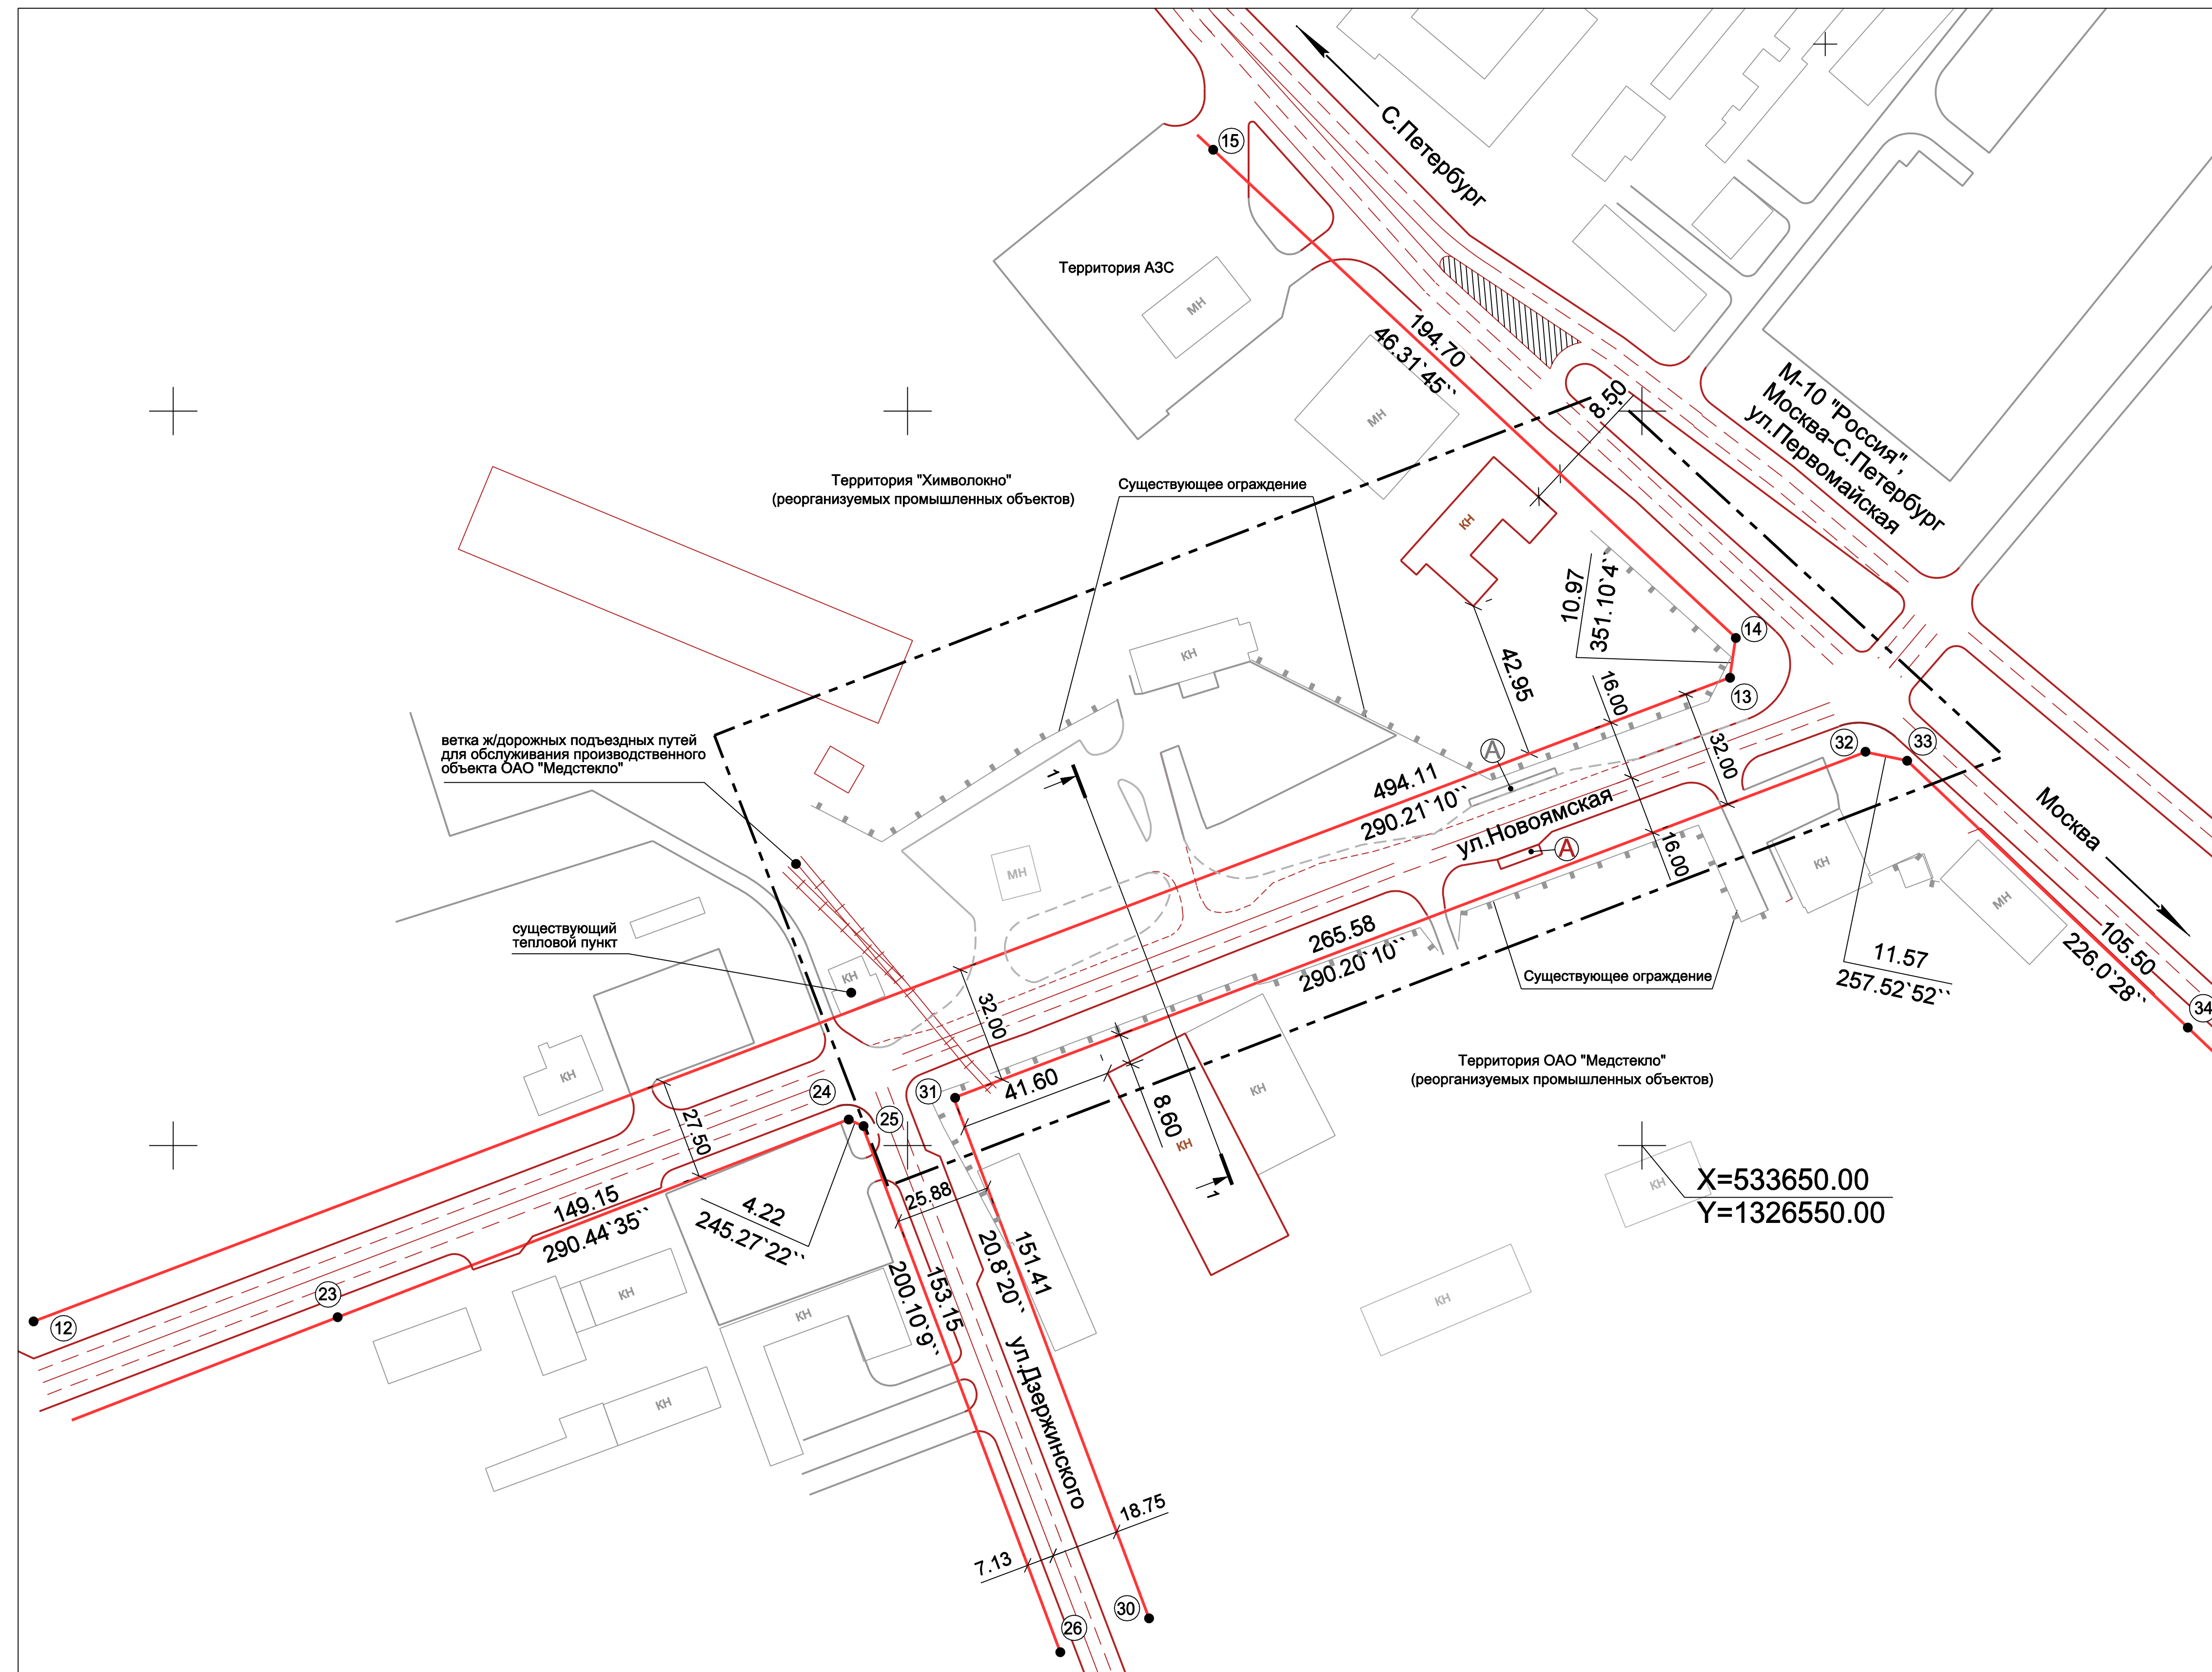 15
С.Петербург
Территория АЗС
МН
194.70
46.31`45``
МН
8.50
М-10 "Россия",
Москва-С.Петербург
ул.Первомайская
Территория "Химволокно"
(реорганизуемых промышленных объектов)
Существующее ограждение
КН
10.97
351.10`4``
14
13
КН
42.95
16.00
32.00
32
33
ветка ж/дорожных подъездных путей
для обслуживания производственного
объекта ОАО "Медстекло"
1
А
494.11
290.21`10``
ул.Новоямская
А
16.00
Москва
МН
КН
МН
существующий
тепловой пункт
КН
265.58
290.20`10``
Существующее ограждение
11.57
257.52`52``
105.50
226.0`28``
34
32.00
КН
24
25
31
41.60
8.60
КН
КН
Территория ОАО "Медстекло"
(реорганизуемых промышленных объектов)
27.50
1
КН
X=533650.00
Y=1326550.00
149.15
290.44`35``
4.22
245.27`22``
25.88
200.10`9``
153.15
20.8`20``
151.41
23
12
КН
КН
КН
КН
ул.Дзержинского
18.75
7.13
30
26